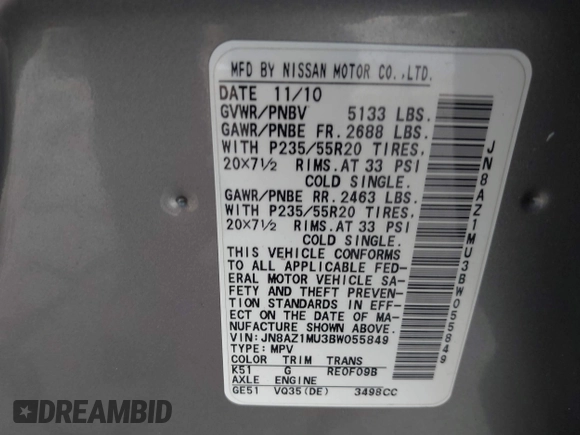 MFD BY NISSAN MOTOR CO.,LTD.
DATE 11/10
GVWR/PNBV 5133 LBS.
GAWR/PNBE FR. 2688 LBS.
WITH P235/55R20 TIRES,
20×7½ RIMS.AT 33 PSI
COLD SINGLE.
GAWR/PNBE RR. 2463 LBS.
WITH P235/55R20 TIRES,
20×7½ RIMS.AT 33 PSI
COLD SINGLE.
THIS VEHICLE CONFORMS
TO ALL APPLICABLE FED-
ERAL MOTOR VEHICLE SA-
FETY AND THEFT PREVEN-
TION STANDARDS IN EFF-
ECT ON THE DATE OF MA-
NUFACTURE SHOWN ABOVE.
VIN:JN8AZ1MU3BW055849
TYPE: MPV
COLOR TRIM TRANS
K51 G RE0F09B
AXLE ENGINE
GE51 VQ35(DE) 3498CC
JN8AZ1MU3BW055849
DREAMBID